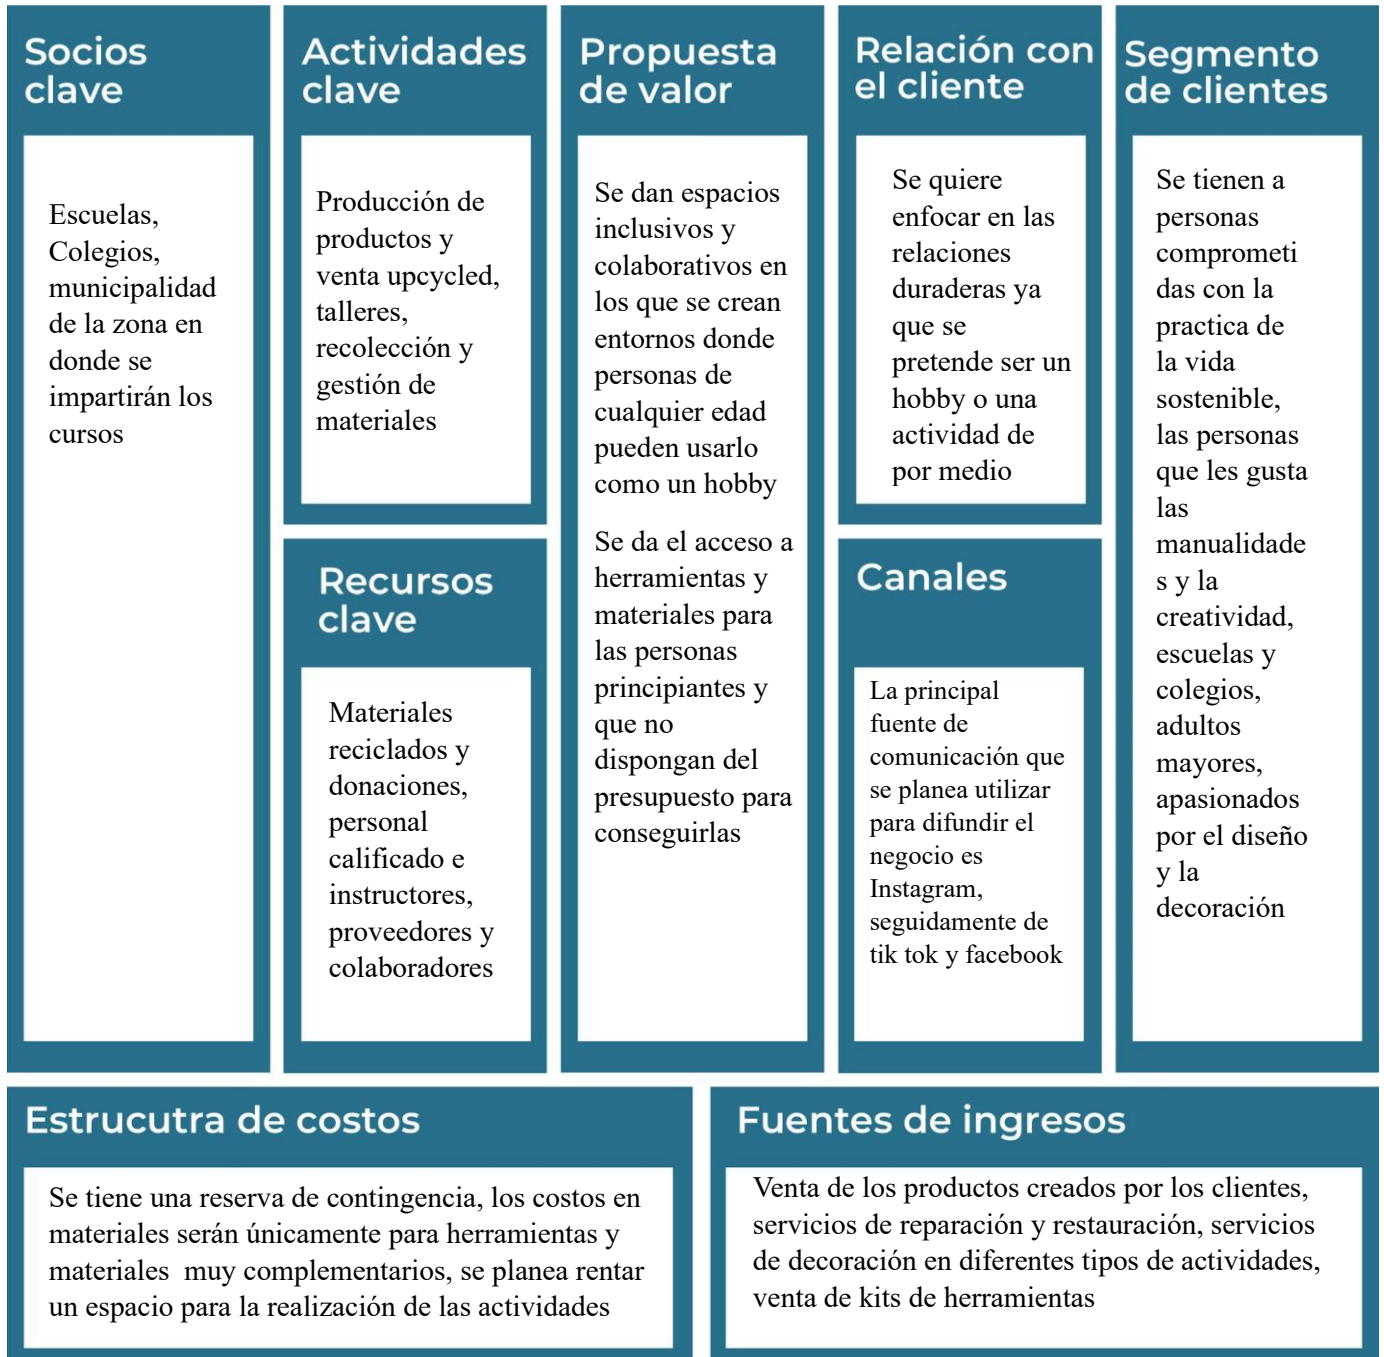 Socios
clave
Escuelas,
Colegios,
municipalidad
de la zona en
donde se
impartirán los
cursos
Actividades
clave
Producción de
productos y
venta upcycled,
talleres,
recolección y
gestión de
materiales
Recursos
clave
Materiales
reciclados y
donaciones,
personal
calificado e
instructores,
proveedores y
colaboradores
Propuesta
de valor
Se dan espacios
inclusivos y
colaborativos en
los que se crean
entornos donde
personas de
cualquier edad
pueden usarlo
como un hobby
Se da el acceso a
herramientas y
materiales para
las personas
principiantes y
que no
dispongan del
presupuesto para
conseguirlas
Relación con
el cliente
Se quiere
enfocar en las
relaciones
duraderas ya
que se
pretende ser un
hobby o una
actividad de
por medio
Canales
La principal
fuente de
comunicación que
se planea utilizar
para difundir el
negocio es
Instagram,
seguidamente de
tik tok y facebook
Segmento
de clientes
Se tienen a
personas
comprometi
das con la
practica de
la vida
sostenible,
las personas
que les gusta
las
manualidade
s y la
creatividad,
escuelas y
colegios,
adultos
mayores,
apasionados
por el diseño
y la
decoración
Estrucutra de costos
Se tiene una reserva de contingencia, los costos en
materiales serán únicamente para herramientas y
materiales muy complementarios, se planea rentar
un espacio para la realización de las actividades
Fuentes de ingresos
Venta de los productos creados por los clientes,
servicios de reparación y restauración, servicios
de decoración en diferentes tipos de actividades,
venta de kits de herramientas